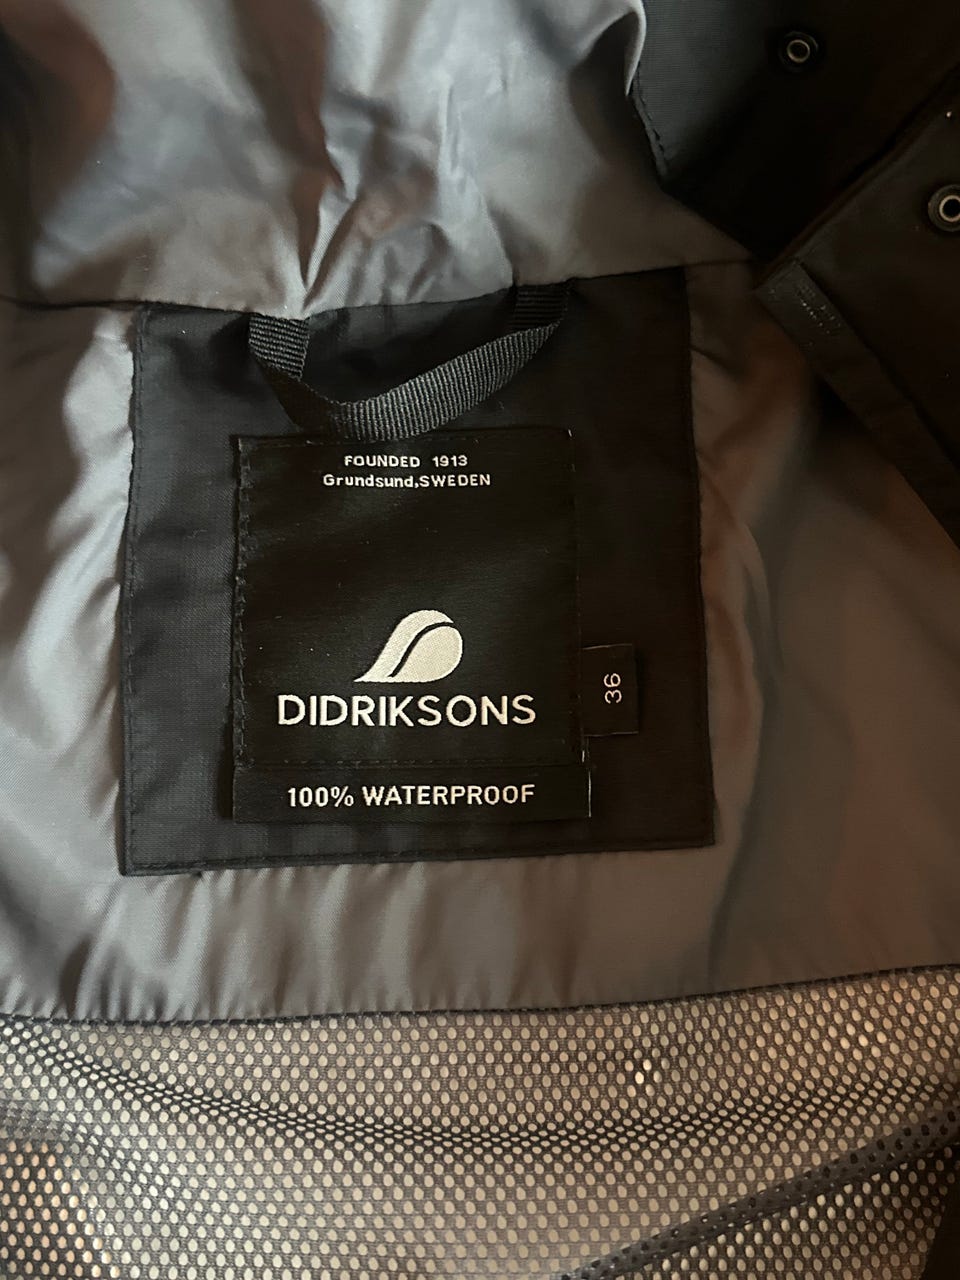 FOUNDED 1913
Grundsund,SWEDEN
DIDRIKSONS
36
100% WATERPROOF